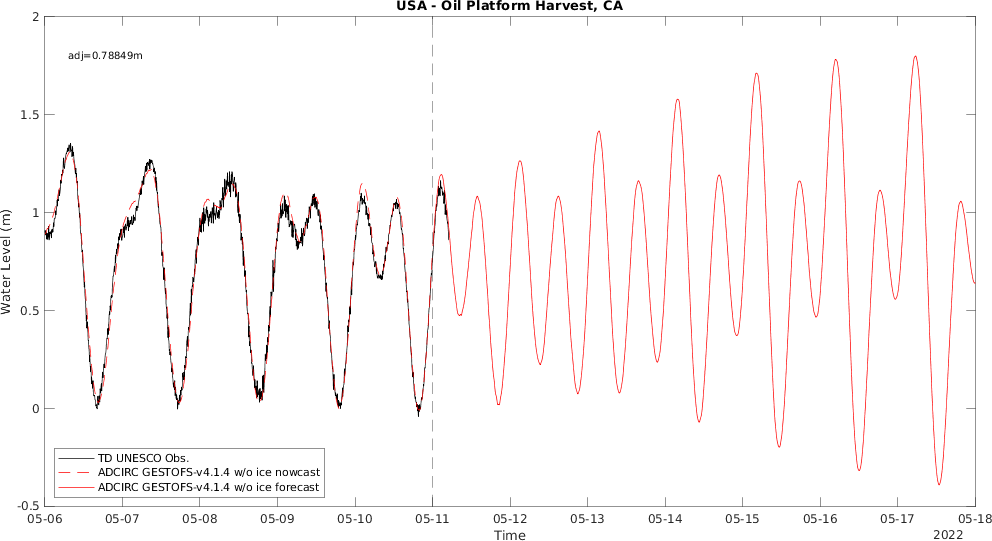 USA - Oil Platform Harvest, CA
2
adj=0.78849m
1.5
1
Water Level (m)
0.5
0
TD UNESCO Obs.
ADCIRC GESTOFS-v4.1.4 w/o ice nowcast
ADCIRC GESTOFS-v4.1.4 w/o ice forecast
-0.5
05-06 05-07 05-08 05-09 05-10 05-11 05-12 05-13 05-14 05-15 05-16 05-17 05-18
Time
2022